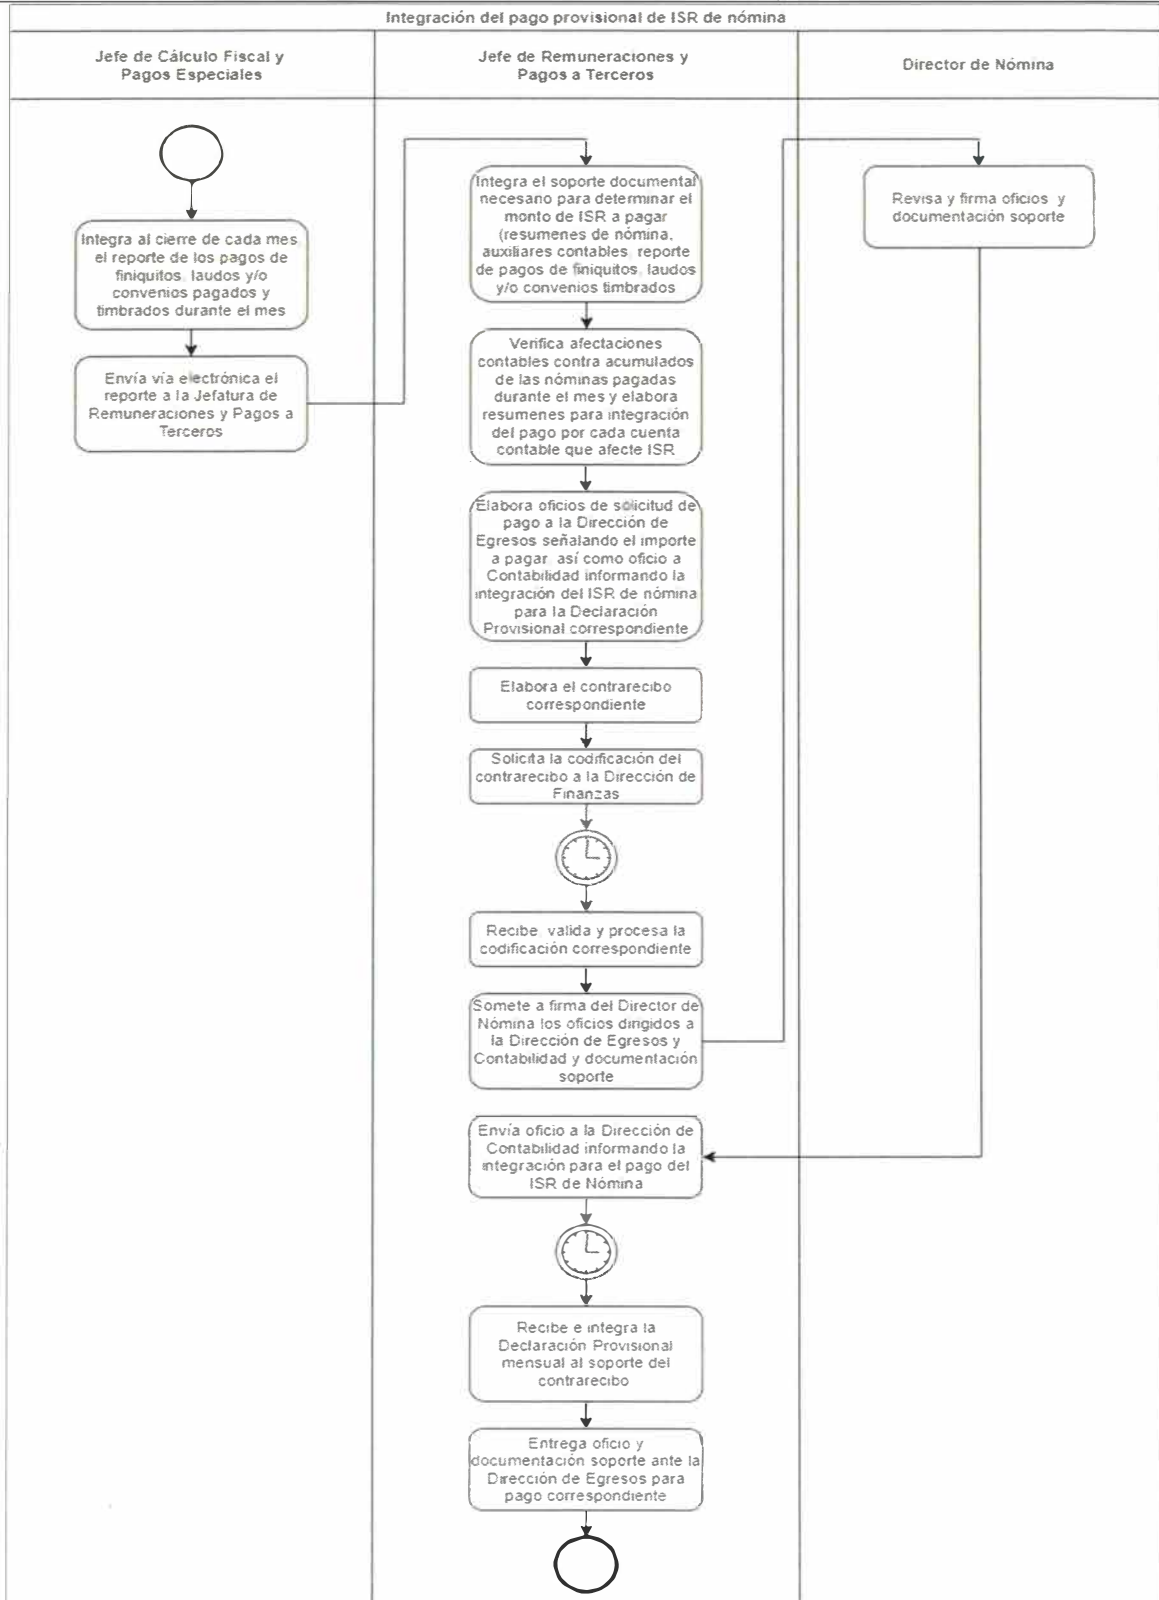 Integración del pago provisional de ISR de nómina
Jefe de Cálculo Fiscal y
Pagos Especiales
Jefe de Remuneraciones y
Pagos a Terceros
Director de Nómina
Integra al cierre de cada mes
el reporte de los pagos de
finiquitos, laudos y/o
convenios pagados y
timbrados durante el mes
Envía vía electrónica el
reporte a la Jefatura de
Remuneraciones y Pagos a
Terceros
Integra el soporte documental
necesario para determinar el
monto de ISR a pagar
(resumenes de nómina,
auxiliares contables, reporte
de pagos de finiquitos, laudos
y/o convenios timbrados
Verifica afectaciones
contables contra acumulados
de las nóminas pagadas
durante el mes y elabora
resumenes para integración
del pago por cada cuenta
contable que afecte ISR
Elabora oficios de solicitud de
pago a la Dirección de
Egresos señalando el importe
a pagar, así como oficio a
Contabilidad informando la
integración del ISR de nómina
para la Declaración
Provisional correspondiente
Elabora el contrarecibo
correspondiente
Solicita la codificación del
contrarecibo a la Dirección de
Finanzas
Recibe, valida y procesa la
codificación correspondiente
Somete a firma del Director de
Nómina los oficios dirigidos a
la Dirección de Egresos y
Contabilidad y documentación
soporte
Revisa y firma oficios y
documentación soporte
Envía oficio a la Dirección de
Contabilidad informando la
integración para el pago del
ISR de Nómina
Recibe e integra la
Declaración Provisional
mensual al soporte del
contrarecibo
Entrega oficio y
documentación soporte ante la
Dirección de Egresos para
pago correspondiente